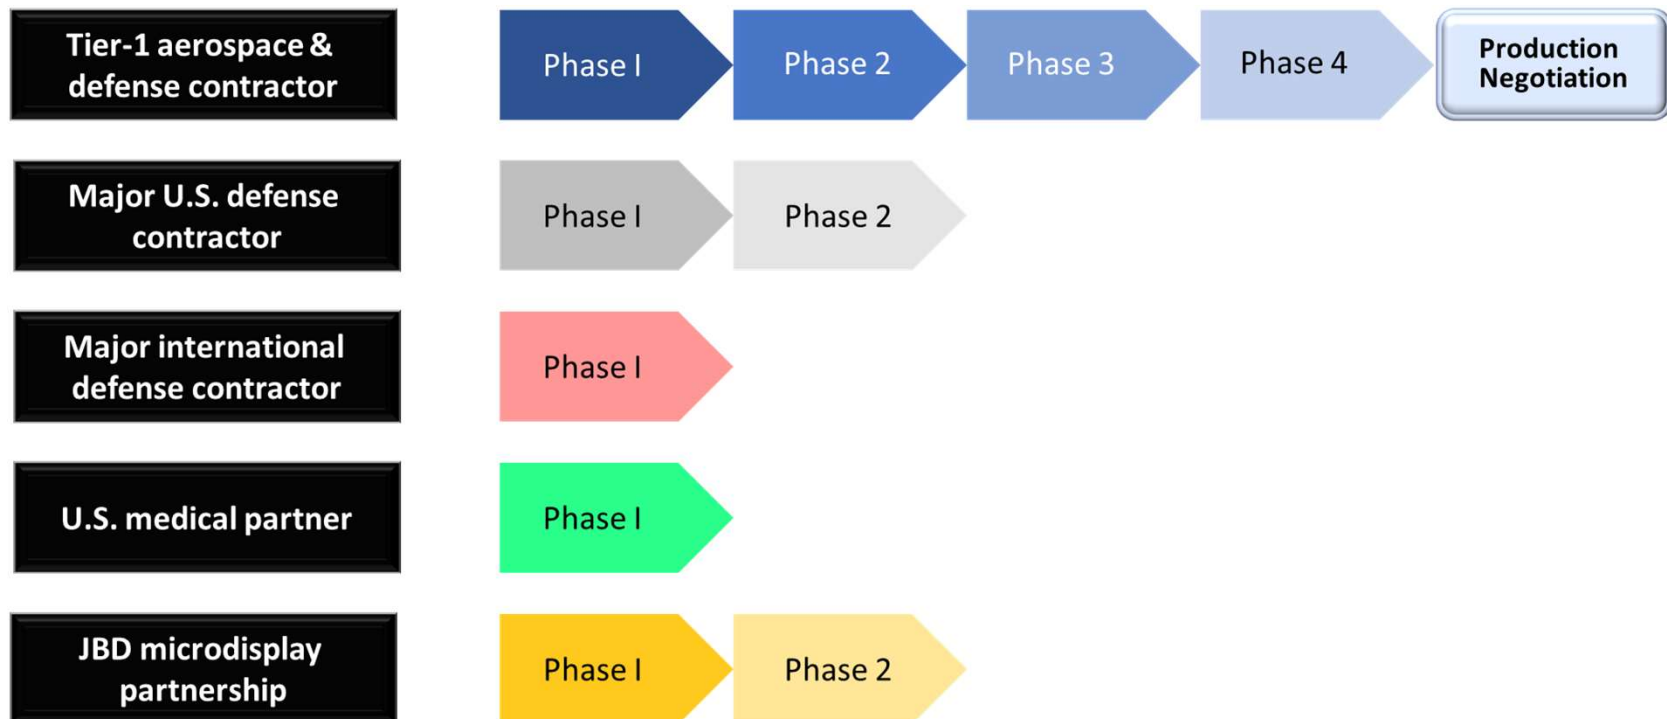 Tier-1 aerospace &
defense contractor
Phase I
Phase 2
Phase 3
Phase 4
Production
Negotiation
Major U.S. defense
contractor
Phase I
Phase 2
Major international
defense contractor
Phase I
U.S. medical partner
Phase I
JBD microdisplay
partnership
Phase I
Phase 2